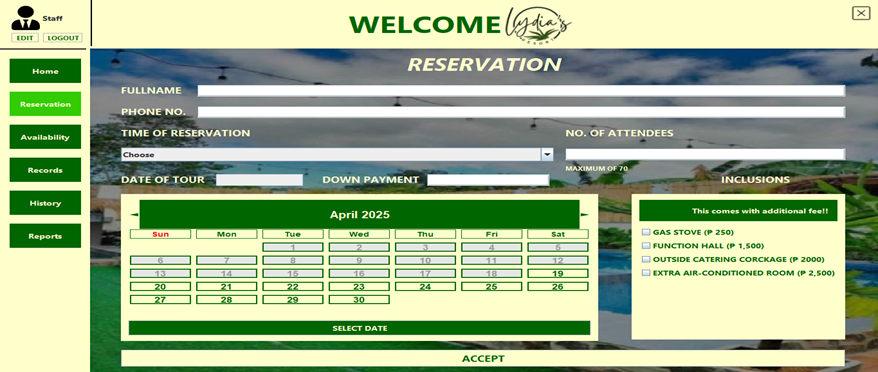 Staff
EDIT LOGOUT
WELCOME Lydia's
Home
Reservation
Availability
Records
History
Reports
RESERVATION
FULLNAME
PHONE NO.
TIME OF RESERVATION
Choose
NO. OF ATTENDEES
MAXIMUM OF 70
DATE OF TOUR DOWN PAYMENT
April 2025
Sun Mon Tue Wed Thu Fri Sat
1 2 3 4 5
6 7 8 9 10 11 12
13 14 15 16 17 18 19
20 21 22 23 24 25 26
27 28 29 30
SELECT DATE
INCLUSIONS
This comes with additional fee!!
GAS STOVE (₱ 250)
FUNCTION HALL (₱ 1,500)
OUTSIDE CATERING CORCKAGE (₱ 2000)
EXTRA AIR-CONDITIONED ROOM (₱ 2,500)
ACCEPT